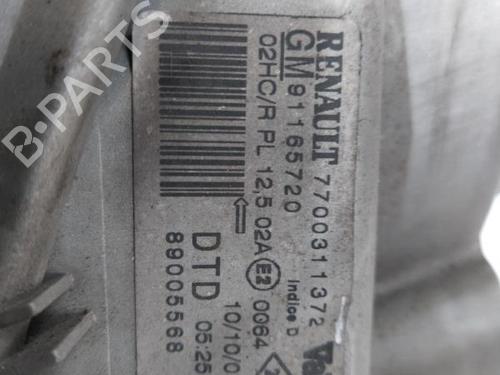 RENAULT 7700311372
GM 91165720 Indice D
02HC/R PL 12,5 02A E2 0064
DTD 05:25
89005568 10/10/0
B-PARTS